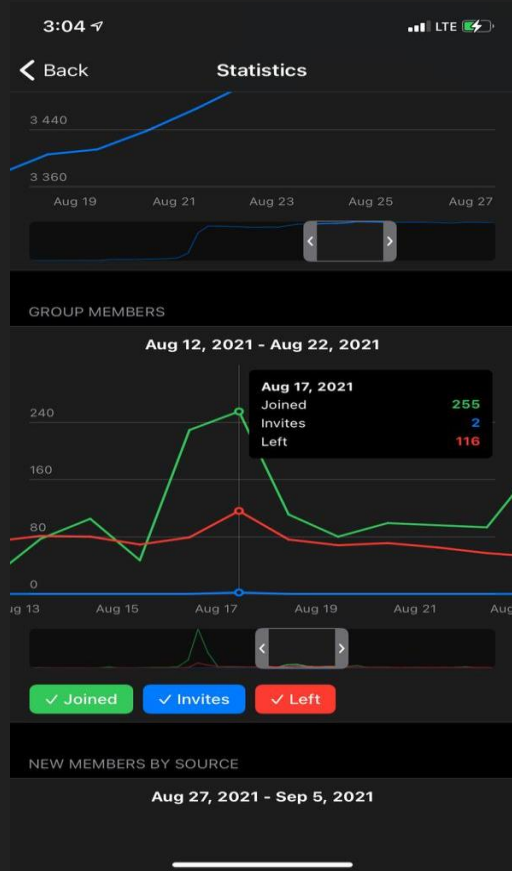 3:04
LTE
Back
Statistics
3 440
3 360
Aug 19 Aug 21 Aug 23 Aug 25 Aug 27
GROUP MEMBERS
Aug 12, 2021 - Aug 22, 2021
Aug 17, 2021
Joined 255
Invites 2
Left 116
240
160
80
0
ug 13 Aug 15 Aug 17 Aug 19 Aug 21 Aug
Joined Invites Left
NEW MEMBERS BY SOURCE
Aug 27, 2021 - Sep 5, 2021